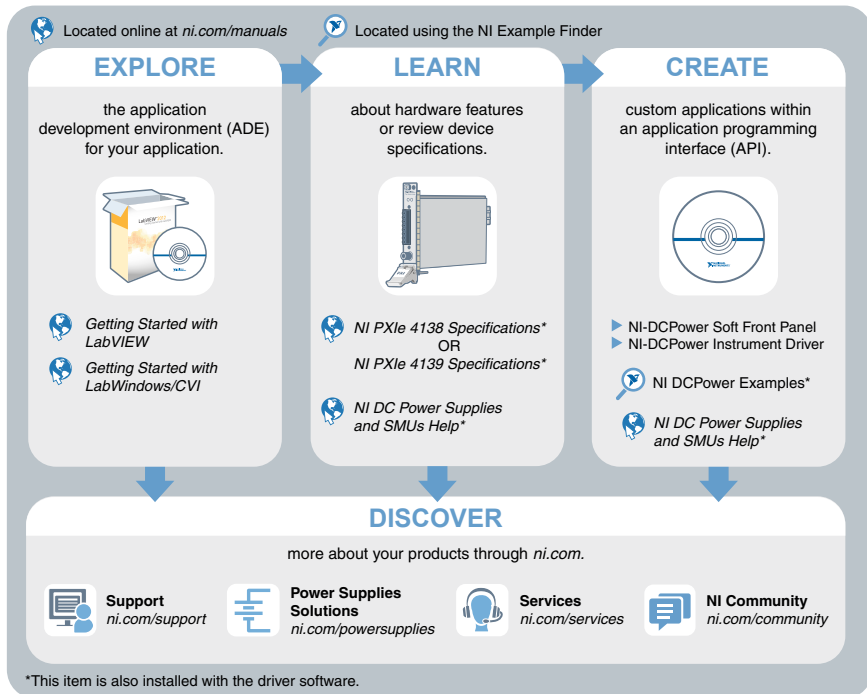 Located online at ni.com/manuals
Located using the NI Example Finder
EXPLORE
the application
development environment (ADE)
for your application.
LabVIEW
Getting Started with
LabVIEW
Getting Started with
LabWindows/CVI
LEARN
about hardware features
or review device
specifications.
NI PXIe 4138 Specifications*
OR
NI PXIe 4139 Specifications*
NI DC Power Supplies
and SMUs Help*
CREATE
custom applications within
an application programming
interface (API).
NI-DCPower Soft Front Panel
NI-DCPower Instrument Driver
NI DCPower Examples*
NI DC Power Supplies
and SMUs Help*
DISCOVER
more about your products through ni.com.
Support
ni.com/support
Power Supplies
Solutions
ni.com/powersupplies
Services
ni.com/services
NI Community
ni.com/community
*This item is also installed with the driver software.